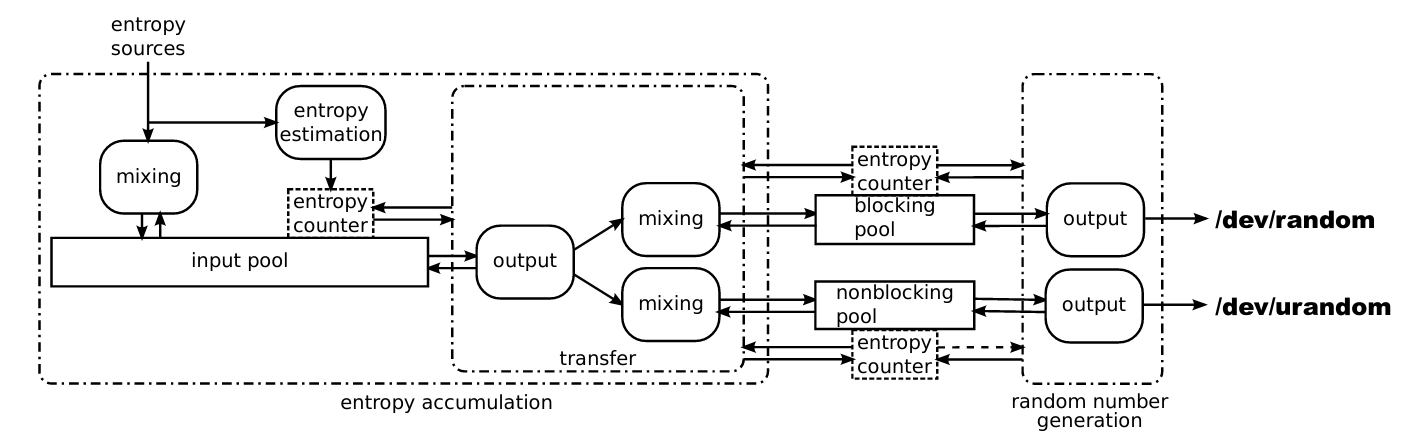 entropy
sources
entropy
estimation
mixing
entropy
counter
input pool
output
mixing
mixing
transfer
entropy accumulation
entropy
counter
blocking
pool
nonblocking
pool
entropy
counter
output
output
random number
generation
/dev/random
/dev/urandom